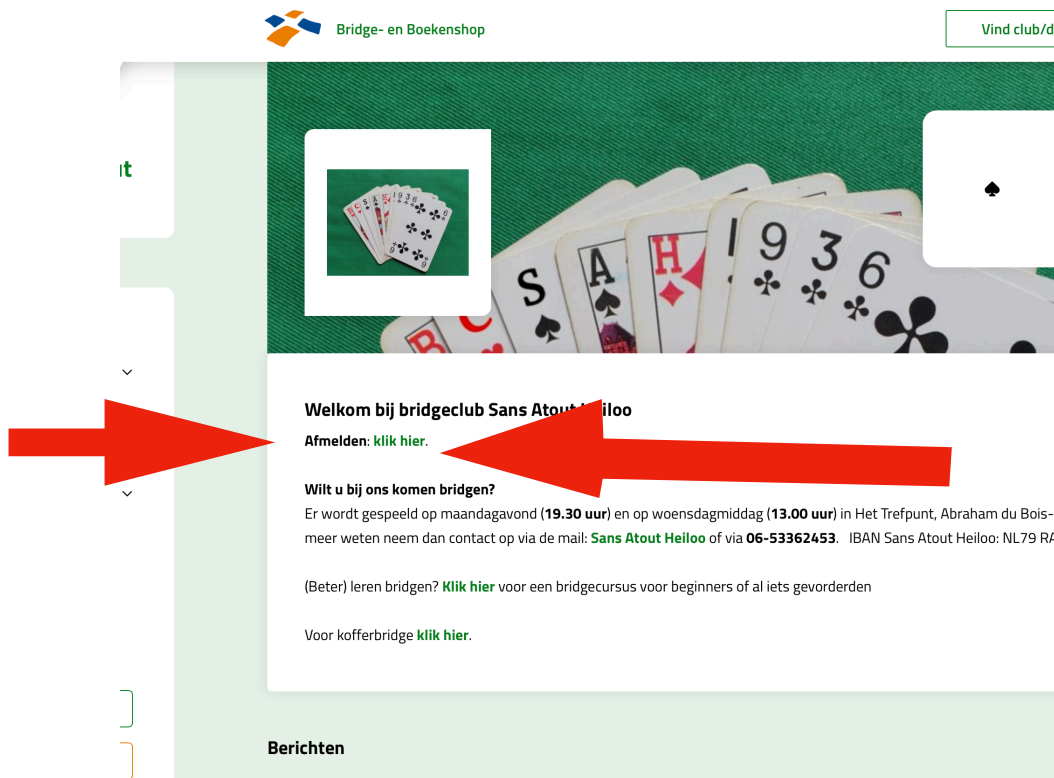 Bridge- en Boekenshop
Vind club/d
Welkom bij bridgeclub Sans Atout Heiloo
Afmelden: klik hier.
Wilt u bij ons komen bridgen?
Er wordt gespeeld op maandagavond (19.30 uur) en op woensdagmiddag (13.00 uur) in Het Trefpunt, Abraham du Bois-
meer weten neem dan contact op via de mail: Sans Atout Heiloo of via 06-53362453. IBAN Sans Atout Heiloo: NL79 RA
(Beter) leren bridgen? Klik hier voor een bridgecursus voor beginners of al iets gevorderden
Voor kofferbridge klik hier.
Berichten